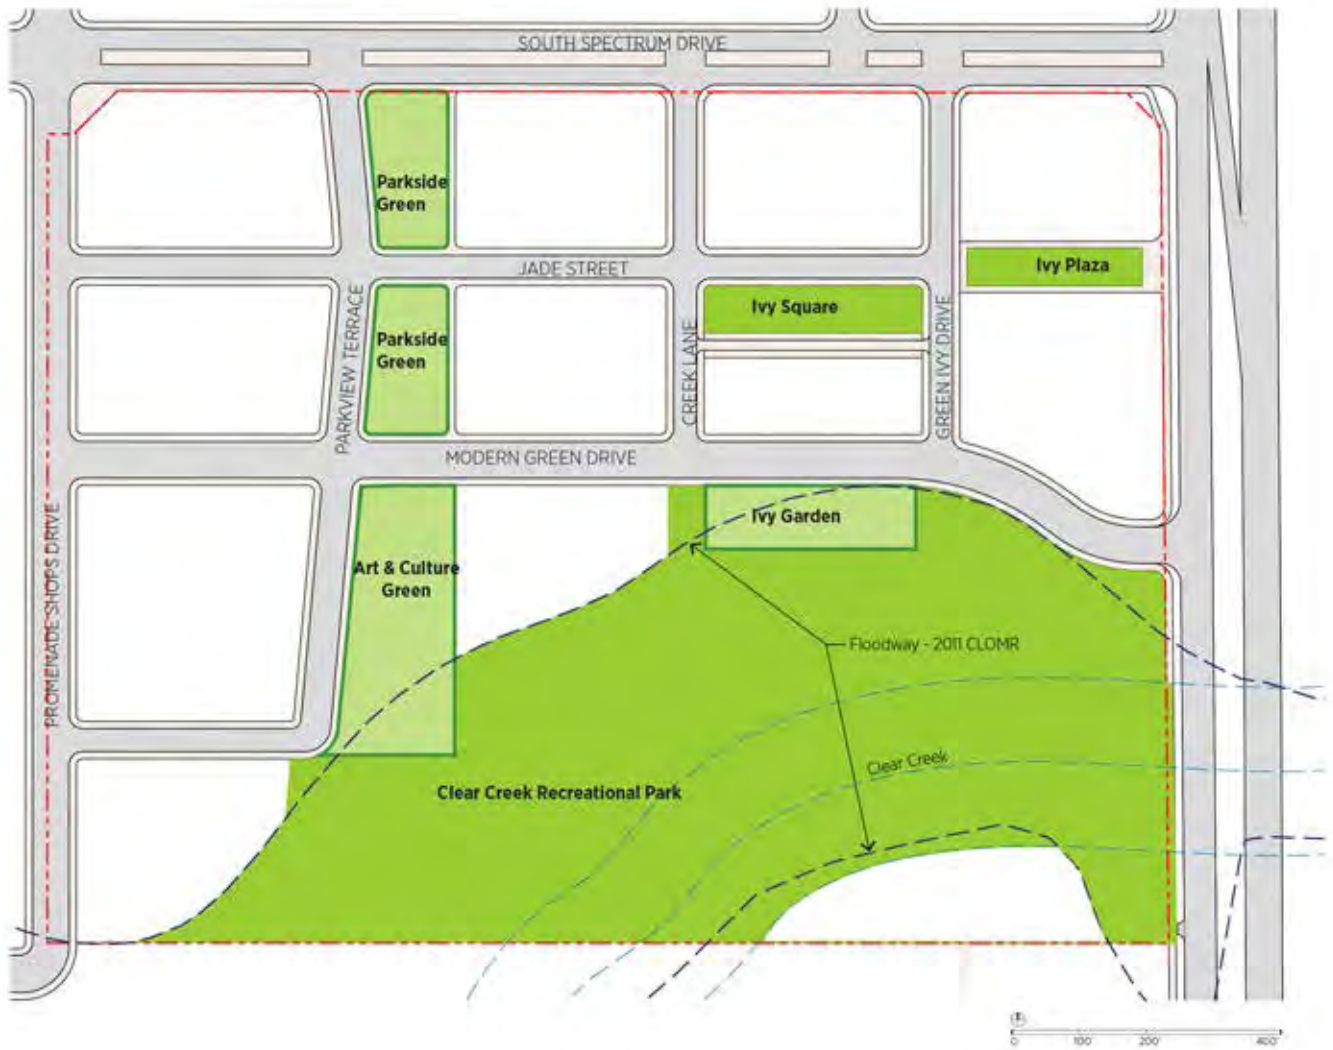 SOUTH SPECTRUM DRIVE
Parkside
Green
JADE STREET
Ivy Plaza
Ivy Square
PARKVIEW TERRACE
Parkside
Green
CREEK LANE
GREEN IVY DRIVE
MODERN GREEN DRIVE
PROMENADE SHOPS DRIVE
Ivy Garden
Art & Culture
Green
Floodway - 2011 CLOMR
Clear Creek
Clear Creek Recreational Park
0 100' 200' 400'